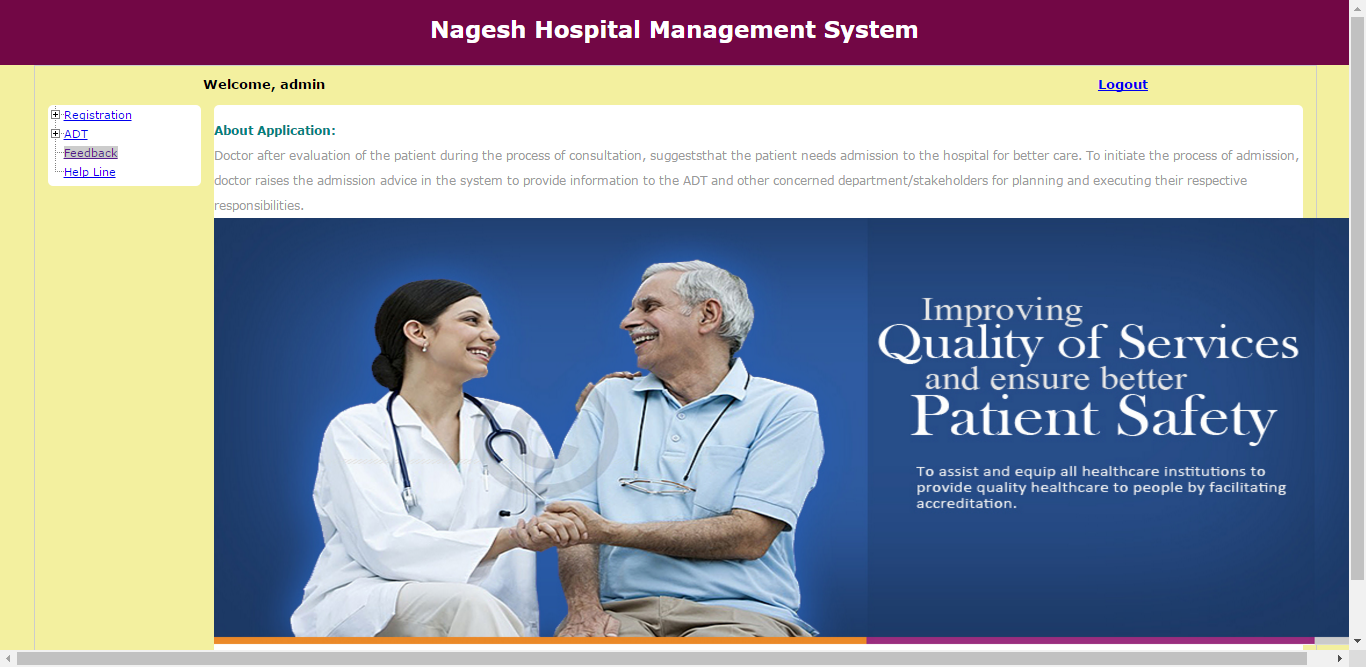 Nagesh Hospital Management System
Welcome, admin
Logout
Registration
ADT
Feedback
Help Line
About Application:
Doctor after evaluation of the patient during the process of consultation, suggeststhat the patient needs admission to the hospital for better care. To initiate the process of admission,
doctor raises the admission advice in the system to provide information to the ADT and other concerned department/stakeholders for planning and executing their respective
responsibilities.
Improving
Quality of Services
and ensure better
Patient Safety
To assist and equip all healthcare institutions to
provide quality healthcare to people by facilitating
accreditation.